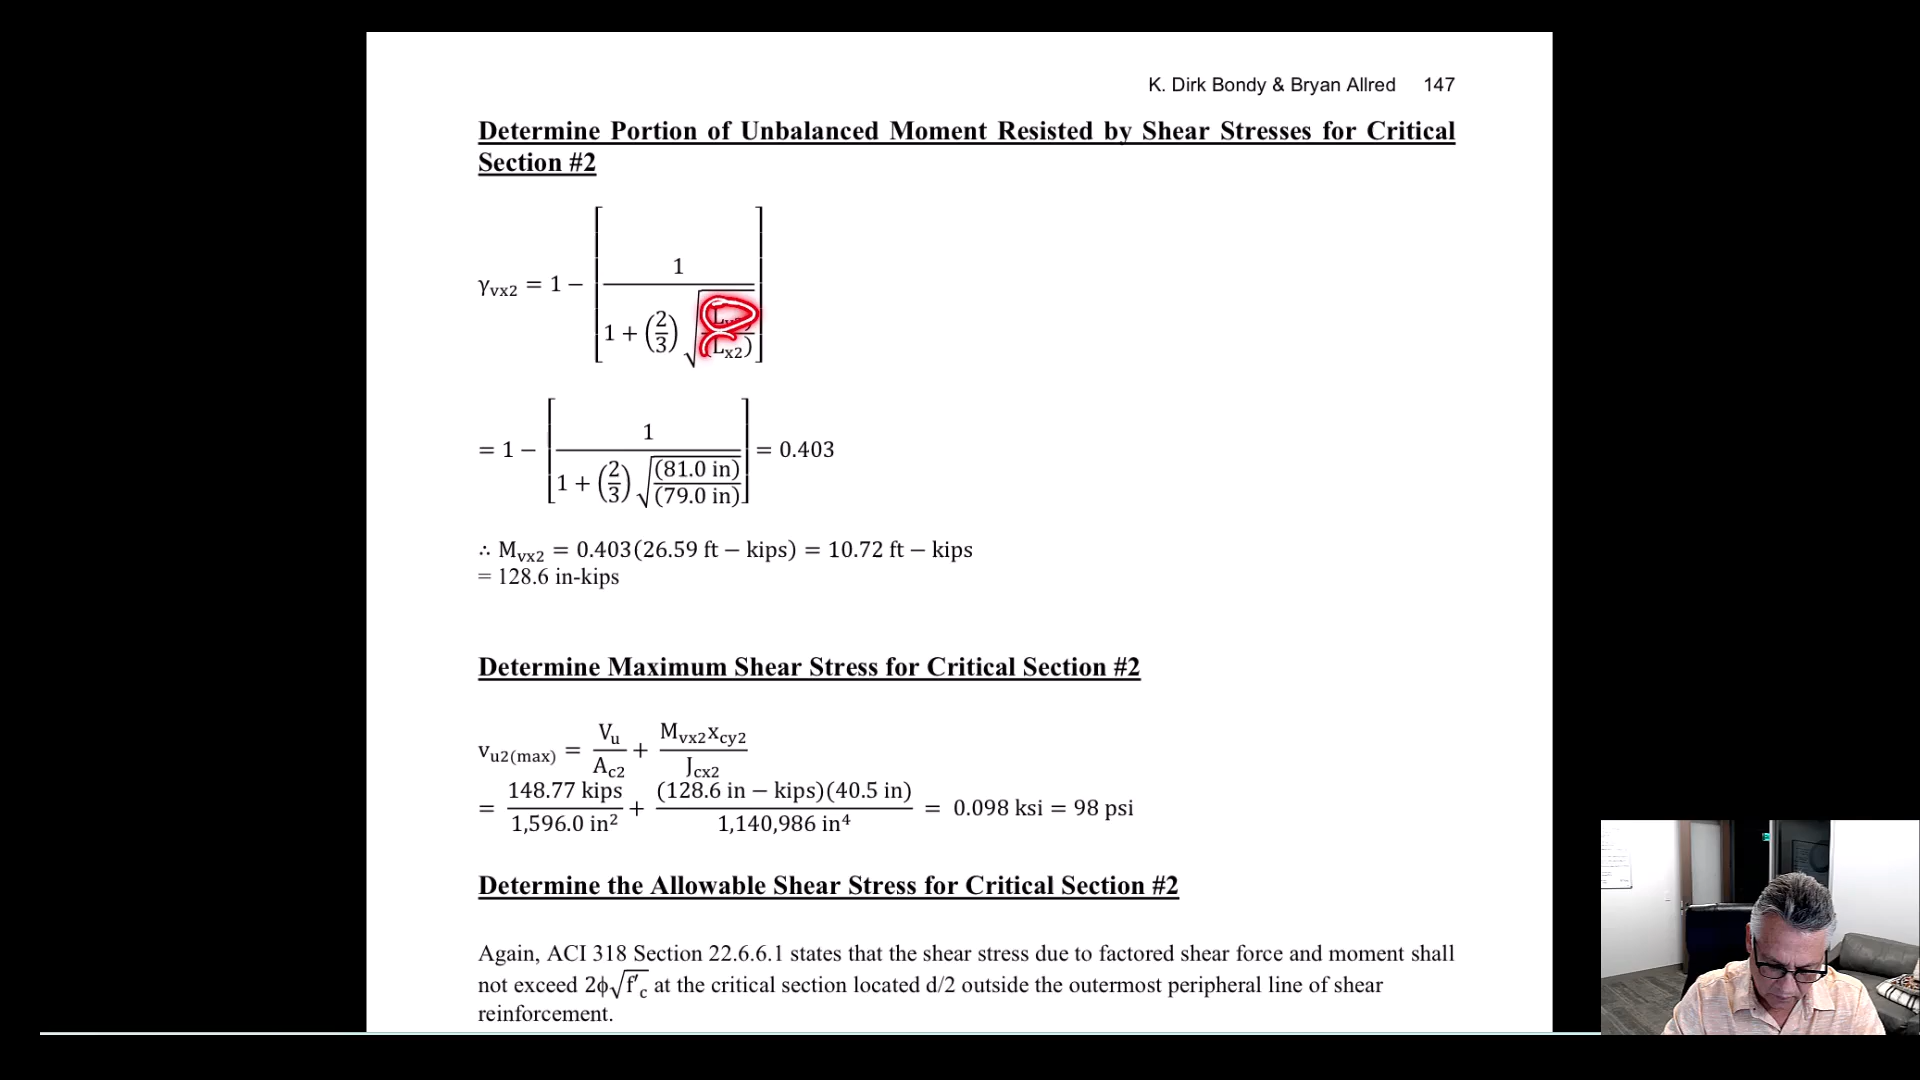 K. Dirk Bondy & Bryan Allred 147
Determine Portion of Unbalanced Moment Resisted by Shear Stresses for Critical
Section #2
γvx2 = 1 − [1 / (1 + (2/3) √( / (Lx2)))]
= 1 − [1 / (1 + (2/3) √((81.0 in) / (79.0 in)))] = 0.403
∴ Mvx2 = 0.403(26.59 ft − kips) = 10.72 ft − kips
= 128.6 in-kips
Determine Maximum Shear Stress for Critical Section #2
vu2(max) = Vu / Ac2 + Mvx2xcy2 / Jcx2
= 148.77 kips / 1,596.0 in² + (128.6 in − kips)(40.5 in) / 1,140,986 in⁴ = 0.098 ksi = 98 psi
Determine the Allowable Shear Stress for Critical Section #2
Again, ACI 318 Section 22.6.6.1 states that the shear stress due to factored shear force and moment shall
not exceed 2ϕ√f′c at the critical section located d/2 outside the outermost peripheral line of shear
reinforcement.